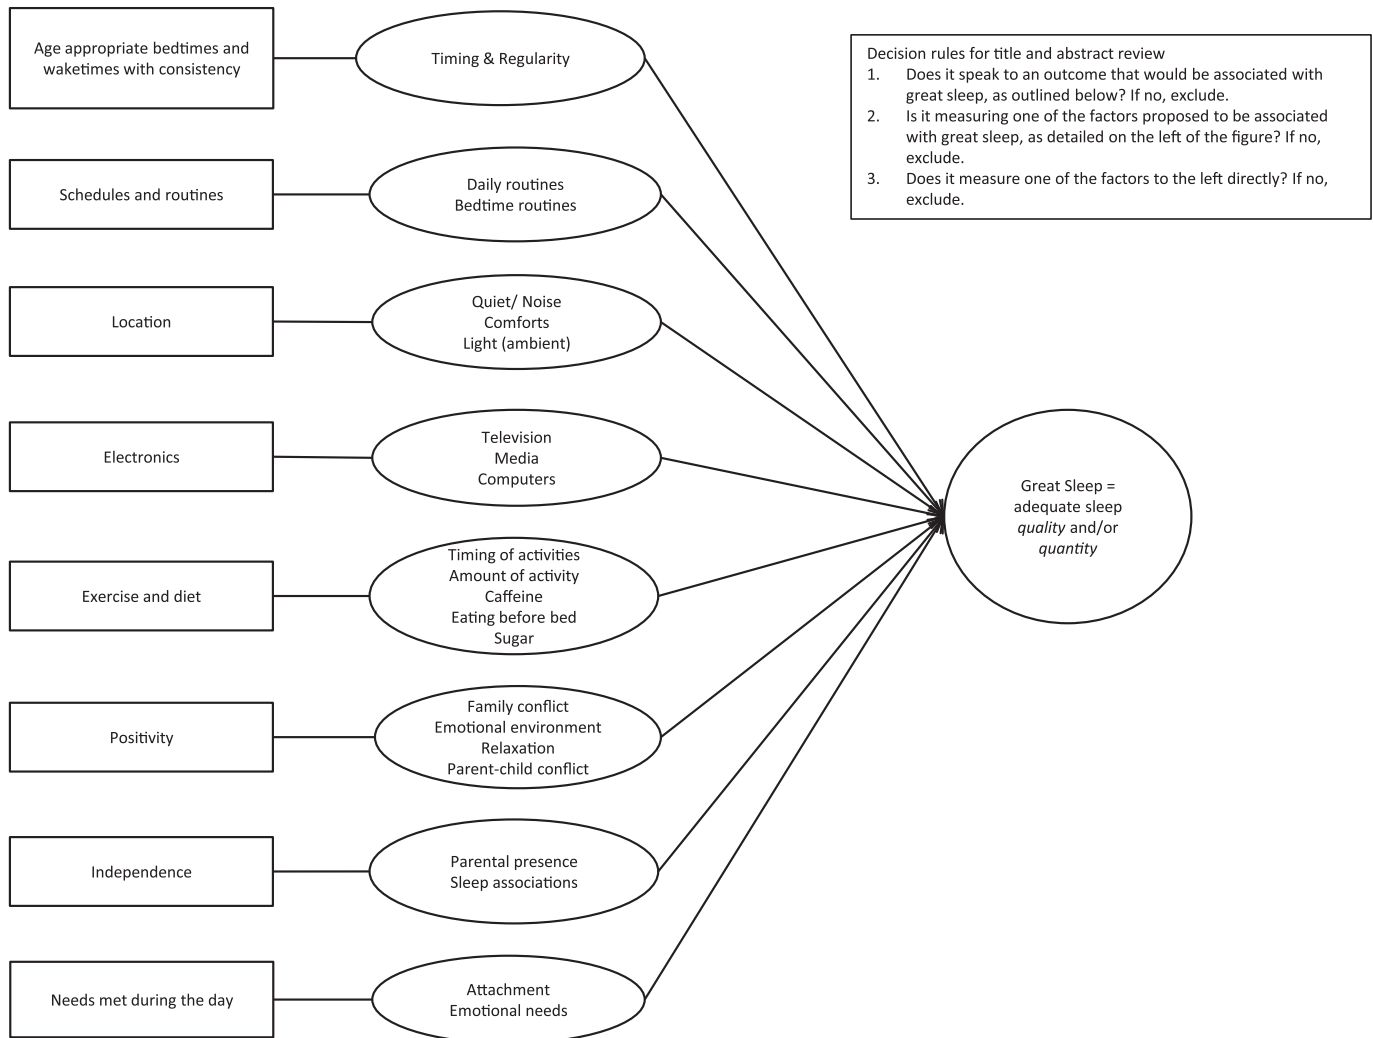 Age appropriate bedtimes and
waketimes with consistency
Timing & Regularity
Decision rules for title and abstract review
1. Does it speak to an outcome that would be associated with
great sleep, as outlined below? If no, exclude.
2. Is it measuring one of the factors proposed to be associated
with great sleep, as detailed on the left of the figure? If no,
exclude.
3. Does it measure one of the factors to the left directly? If no,
exclude.
Schedules and routines
Daily routines
Bedtime routines
Location
Quiet/ Noise
Comforts
Light (ambient)
Electronics
Television
Media
Computers
Great Sleep =
adequate sleep
quality and/or
quantity
Exercise and diet
Timing of activities
Amount of activity
Caffeine
Eating before bed
Sugar
Positivity
Family conflict
Emotional environment
Relaxation
Parent-child conflict
Independence
Parental presence
Sleep associations
Needs met during the day
Attachment
Emotional needs